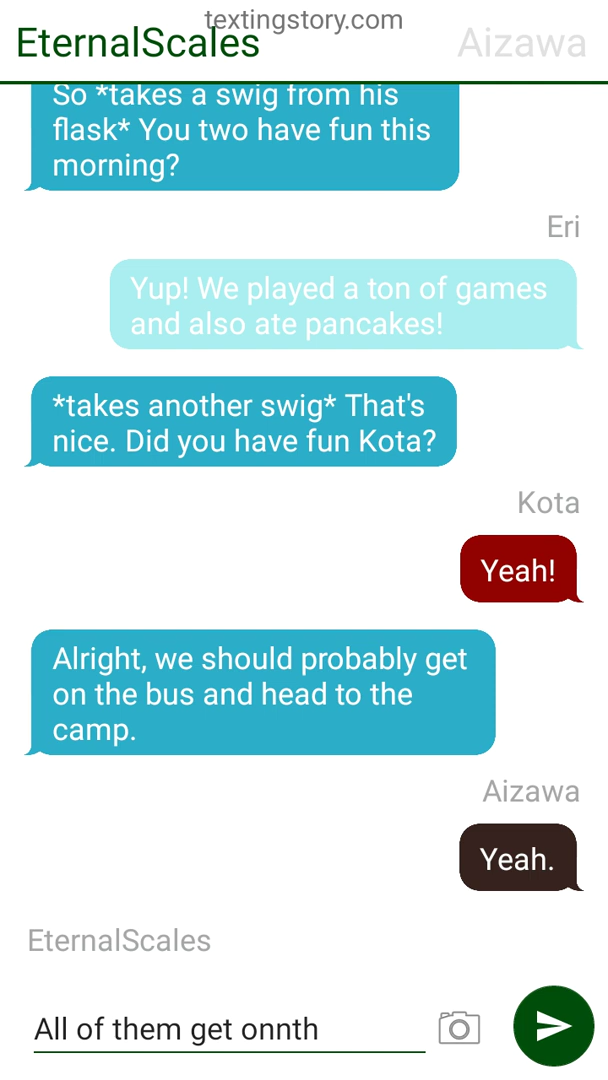 textingstory.com
EternalScales
Aizawa
So *takes a swig from his
flask* You two have fun this
morning?
Eri
Yup! We played a ton of games
and also ate pancakes!
*takes another swig* That's
nice. Did you have fun Kota?
Kota
Yeah!
Alright, we should probably get
on the bus and head to the
camp.
Aizawa
Yeah.
EternalScales
All of them get onnth